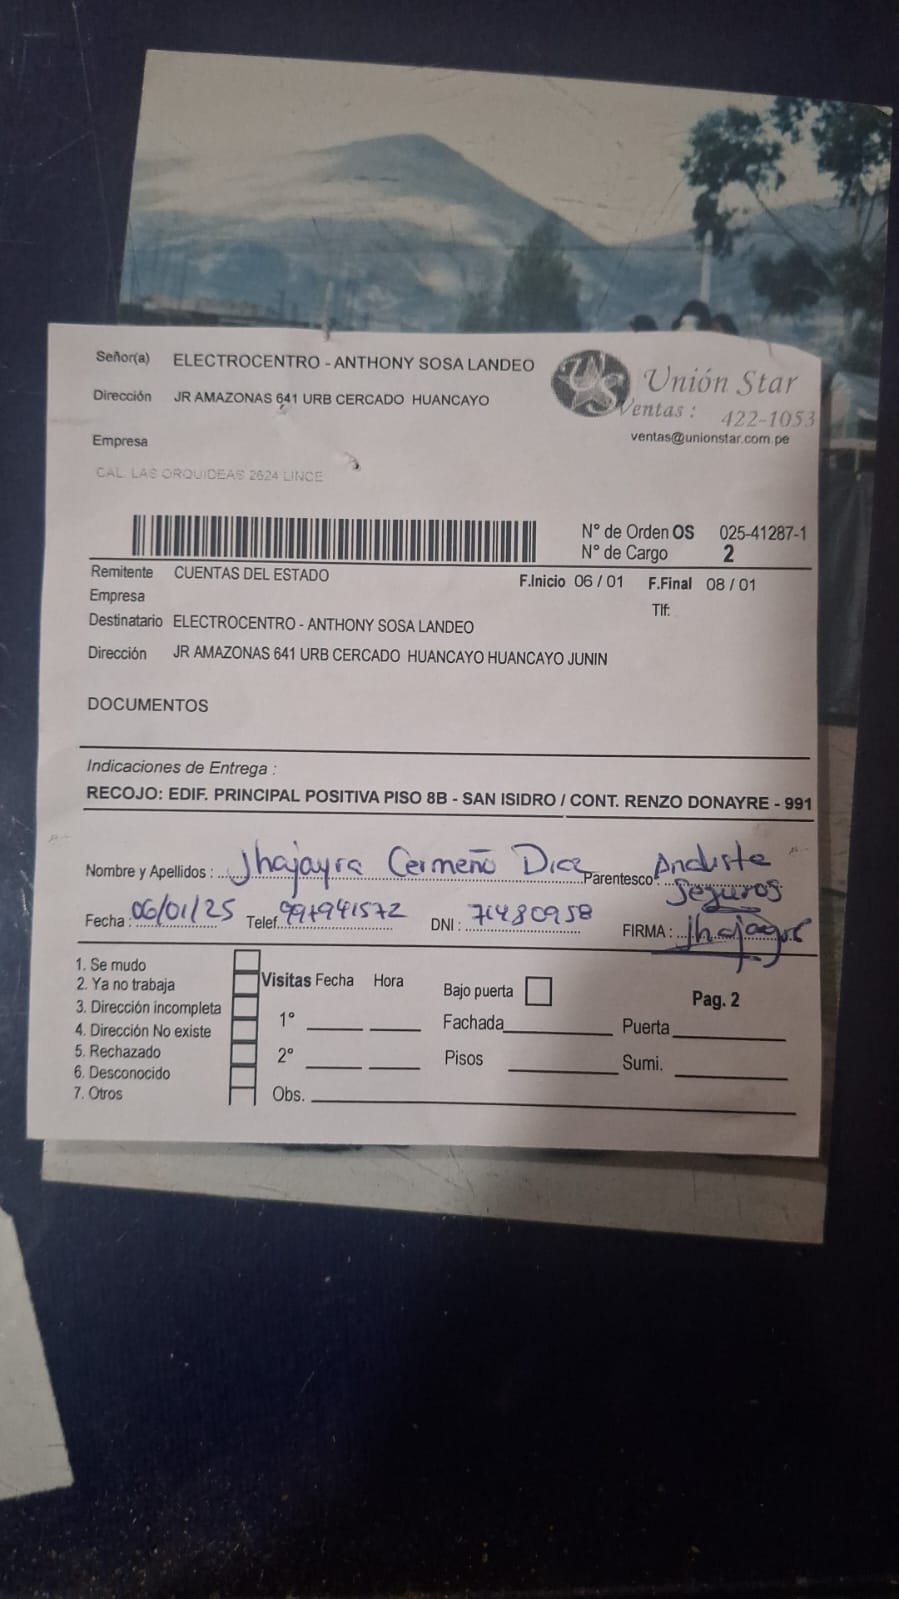 Señor(a) ELECTROCENTRO - ANTHONY SOSA LANDEO
Dirección JR AMAZONAS 641 URB CERCADO HUANCAYO
Unión Star
Ventas : 422-1053
ventas@unionstar.com.pe
Empresa
CAL. LAS ORQUIDEAS 2624 LINCE
N° de Orden OS 025-41287-1
N° de Cargo 2
Remitente CUENTAS DEL ESTADO
F.Inicio 06 / 01 F.Final 08 / 01
Empresa
Tlf:
Destinatario ELECTROCENTRO - ANTHONY SOSA LANDEO
Dirección JR AMAZONAS 641 URB CERCADO HUANCAYO HUANCAYO JUNIN
DOCUMENTOS
Indicaciones de Entrega :
RECOJO: EDIF. PRINCIPAL POSITIVA PISO 8B - SAN ISIDRO / CONT. RENZO DONAYRE - 991
Nombre y Apellidos : Jhajayra Cermeño Parentesco : Analista
Seguros
Fecha : 06/01/25 Telef. DNI : 71480958 FIRMA :
1. Se mudo
2. Ya no trabaja
3. Dirección incompleta
4. Dirección No existe
5. Rechazado
6. Desconocido
7. Otros
Visitas Fecha Hora
1°
2°
Obs.
Bajo puerta
Pag. 2
Fachada Puerta
Pisos Sumi.